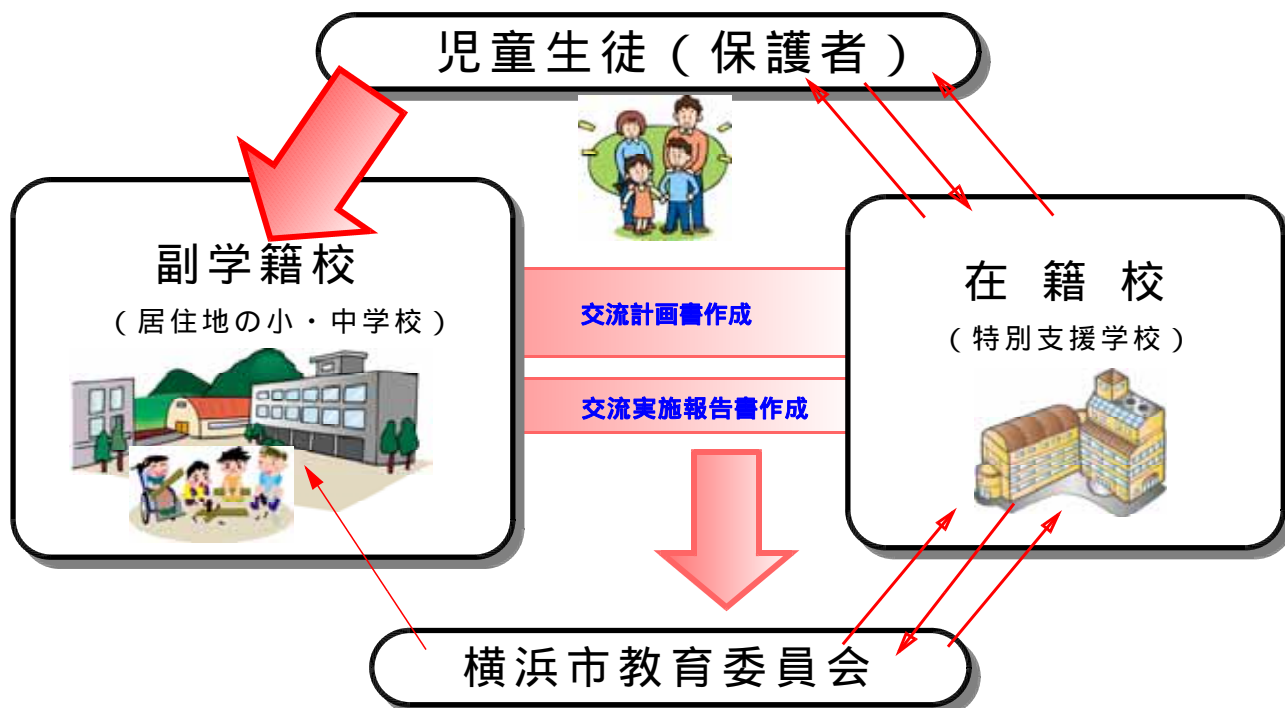 児童生徒(保護者)
副学籍校
(居住地の小・中学校)
交流計画書作成
交流実施報告書作成
在籍校
(特別支援学校)
横浜市教育委員会